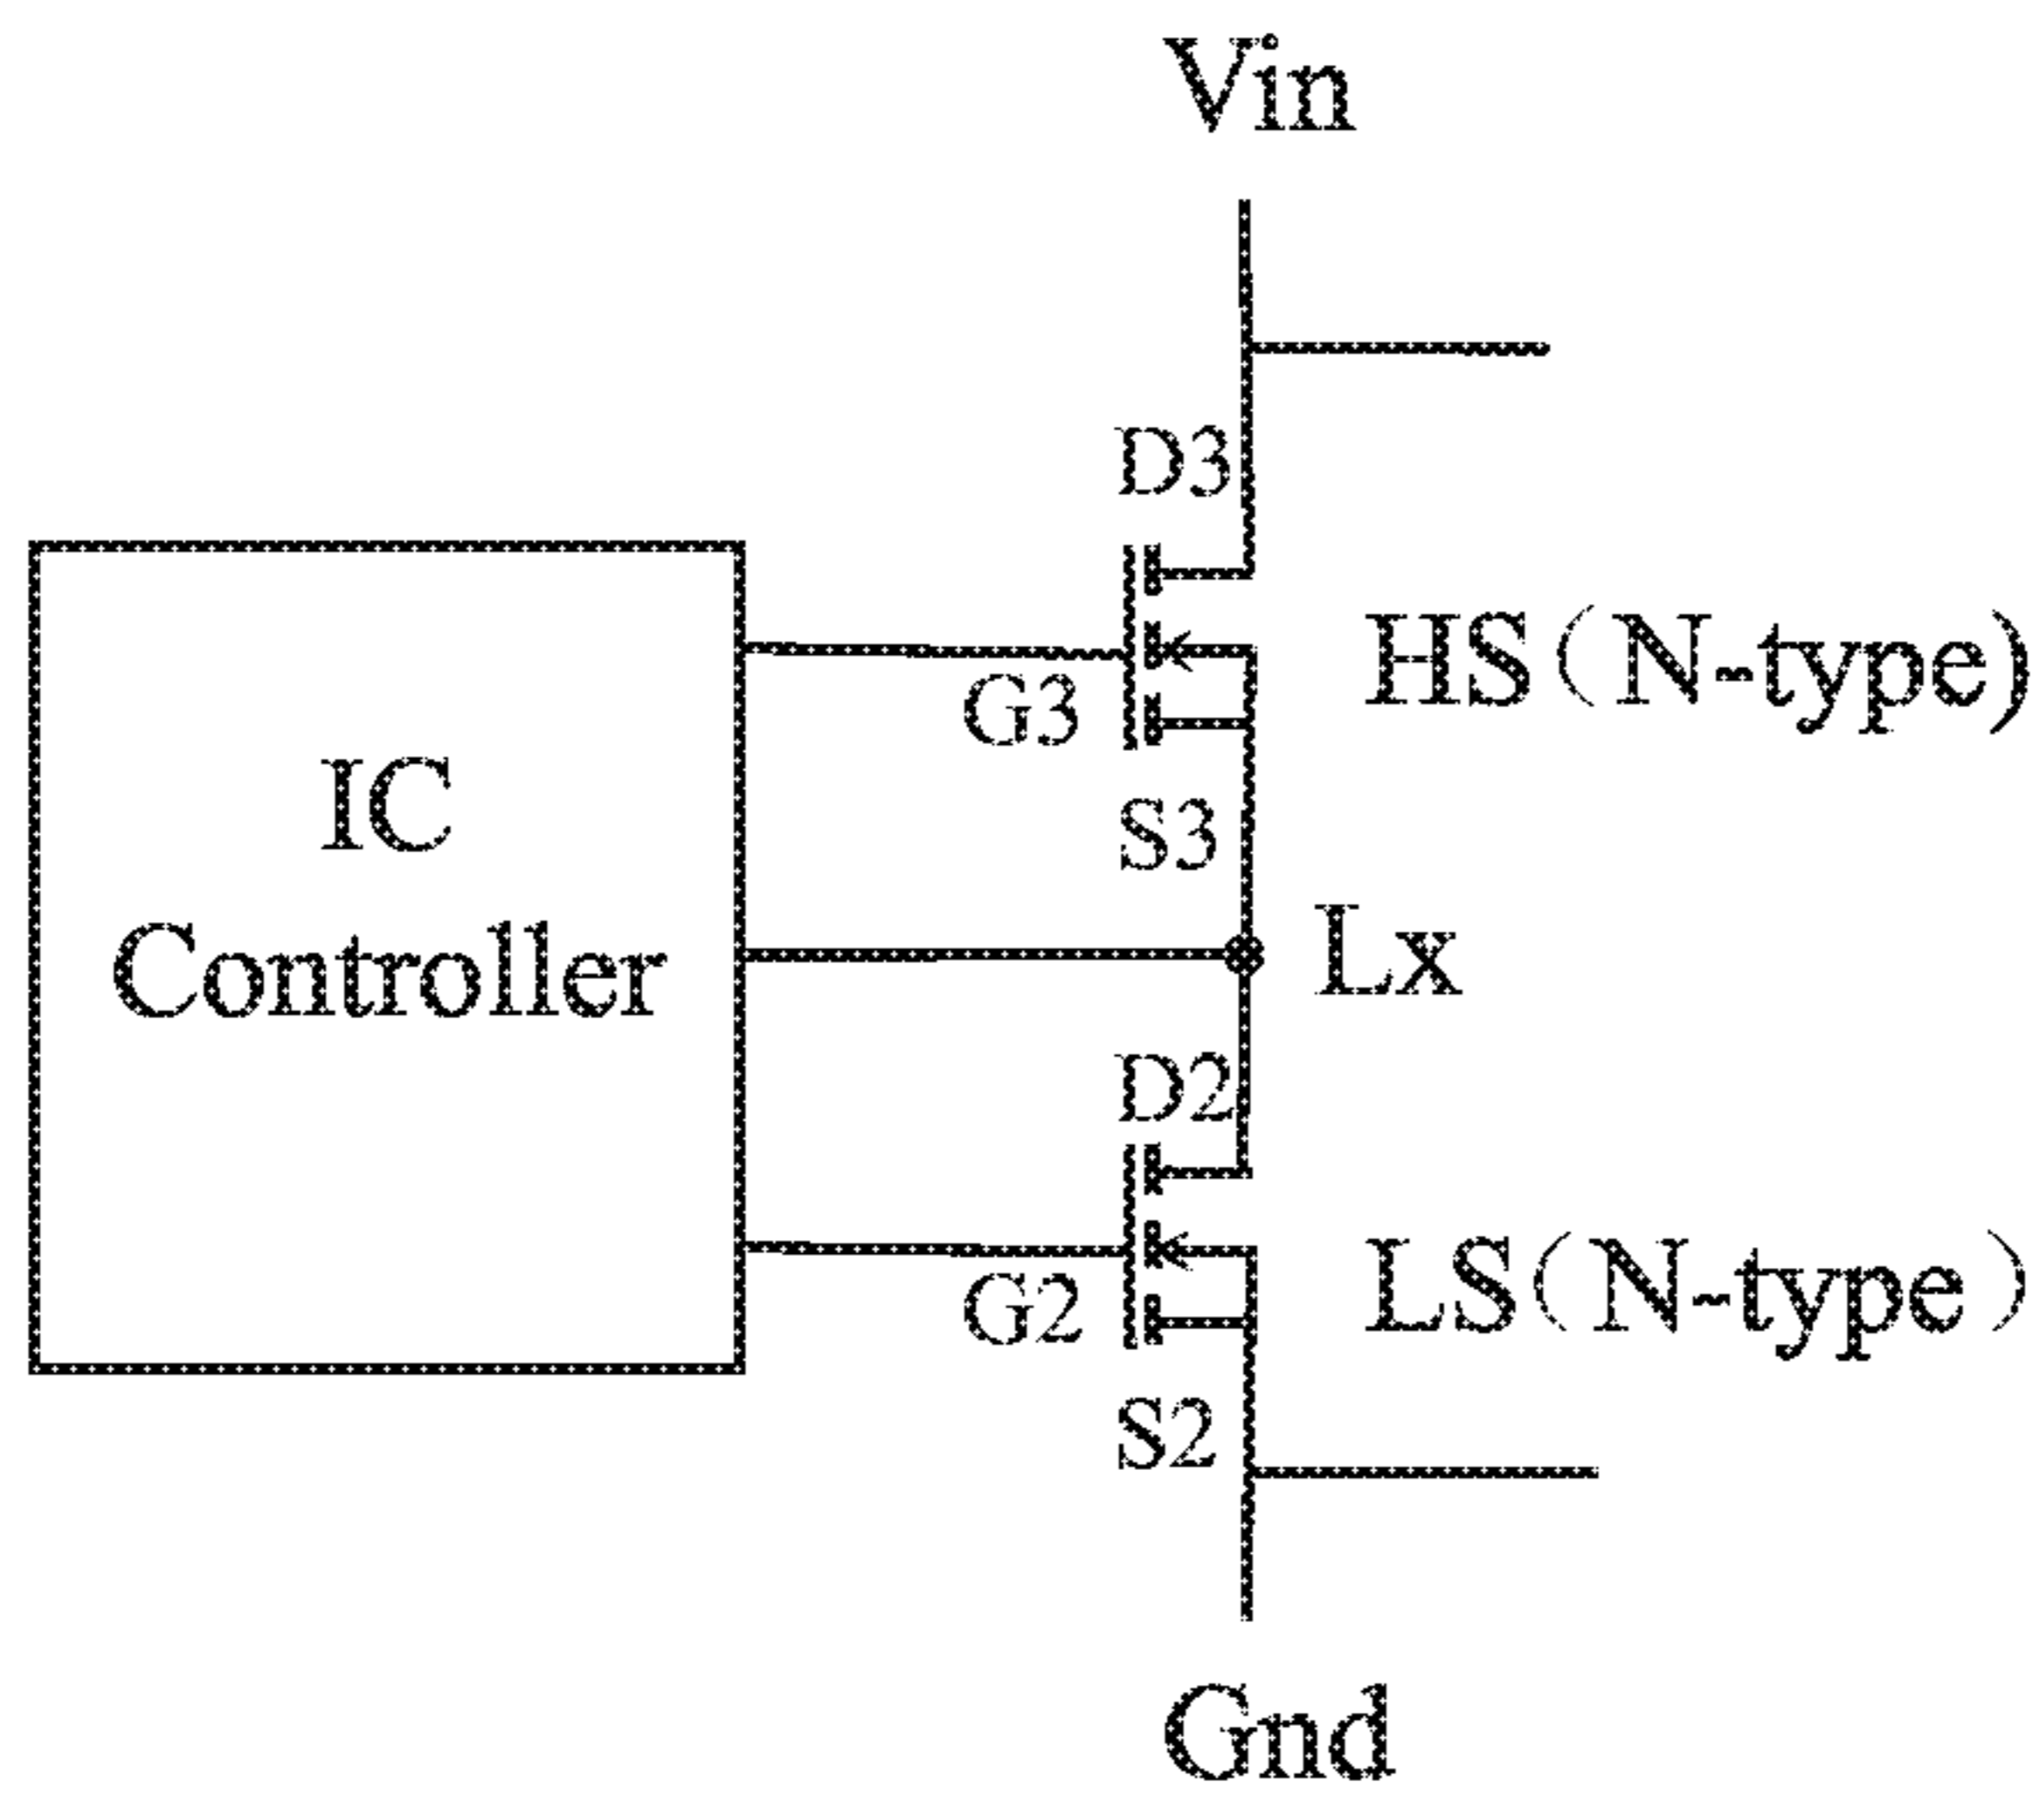 Vin
D3
HS（N-type)
G3
IC
Controller
S3
Lx
D2
G2
LS（N-type）
S2
Gnd